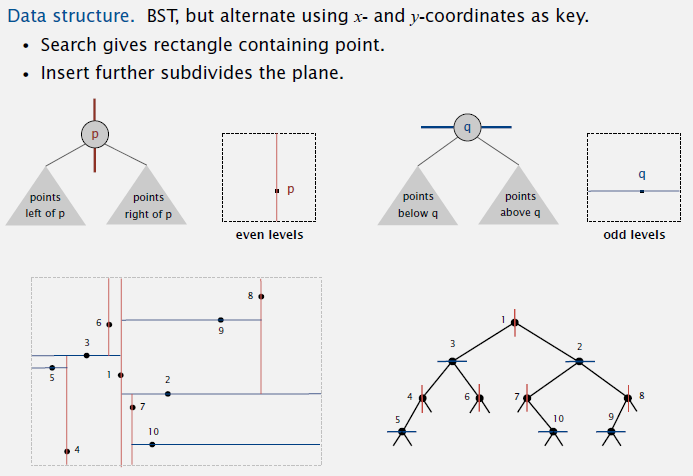 Data structure. BST, but alternate using x- and y-coordinates as key.
• Search gives rectangle containing point.
• Insert further subdivides the plane.
p
points
left of p
points
right of p
p
even levels
q
points
below q
points
above q
q
odd levels
8
6
9
3
5
1
2
7
10
4
1
3
2
4
6
7
8
5
10
9